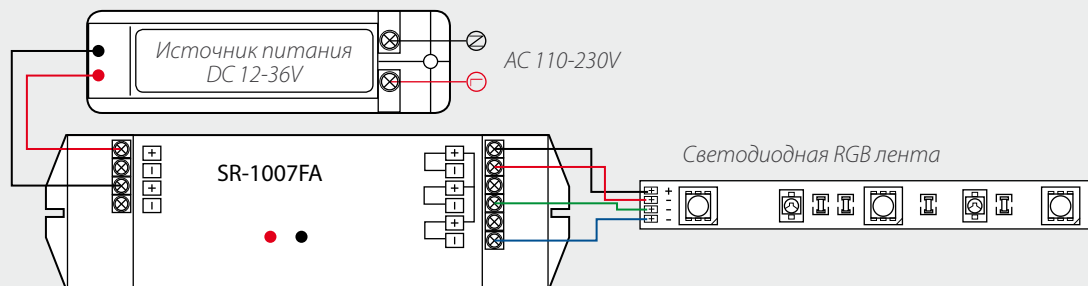 Источник питания
DC 12-36V
N
L
AC 110-230V
SR-1007FA
+
−
+
−
+
−
+
−
+
−
Светодиодная RGB лента
+
−
−
−